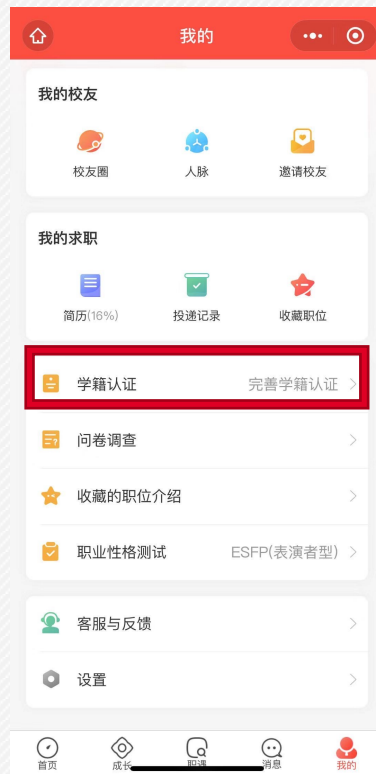 我的
我的校友
校友圈 人脉 邀请校友
我的求职
简历(16%) 投递记录 收藏职位
学籍认证 完善学籍认证
问卷调查
收藏的职位介绍
职业性格测试 ESFP(表演者型)
客服与反馈
设置
首页 成长 职遇 消息 我的